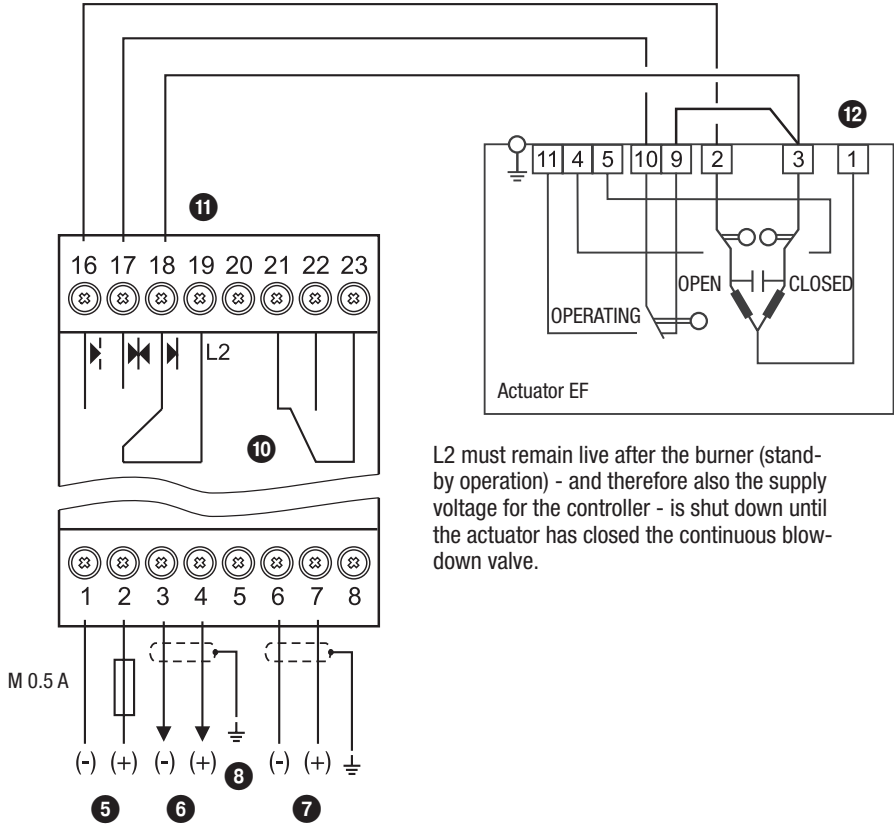 12
11 4 5 10 9 2 3 1
11
16 17 18 19 20 21 22 23
OPEN CLOSED
OPERATING
L2
Actuator EF
10
L2 must remain live after the burner (stand-
by operation) - and therefore also the supply
voltage for the controller - is shut down until
the actuator has closed the continuous blow-
down valve.
1 2 3 4 5 6 7 8
M 0.5 A
(-) (+) (-) (+) (-) (+)
8
5 6 7